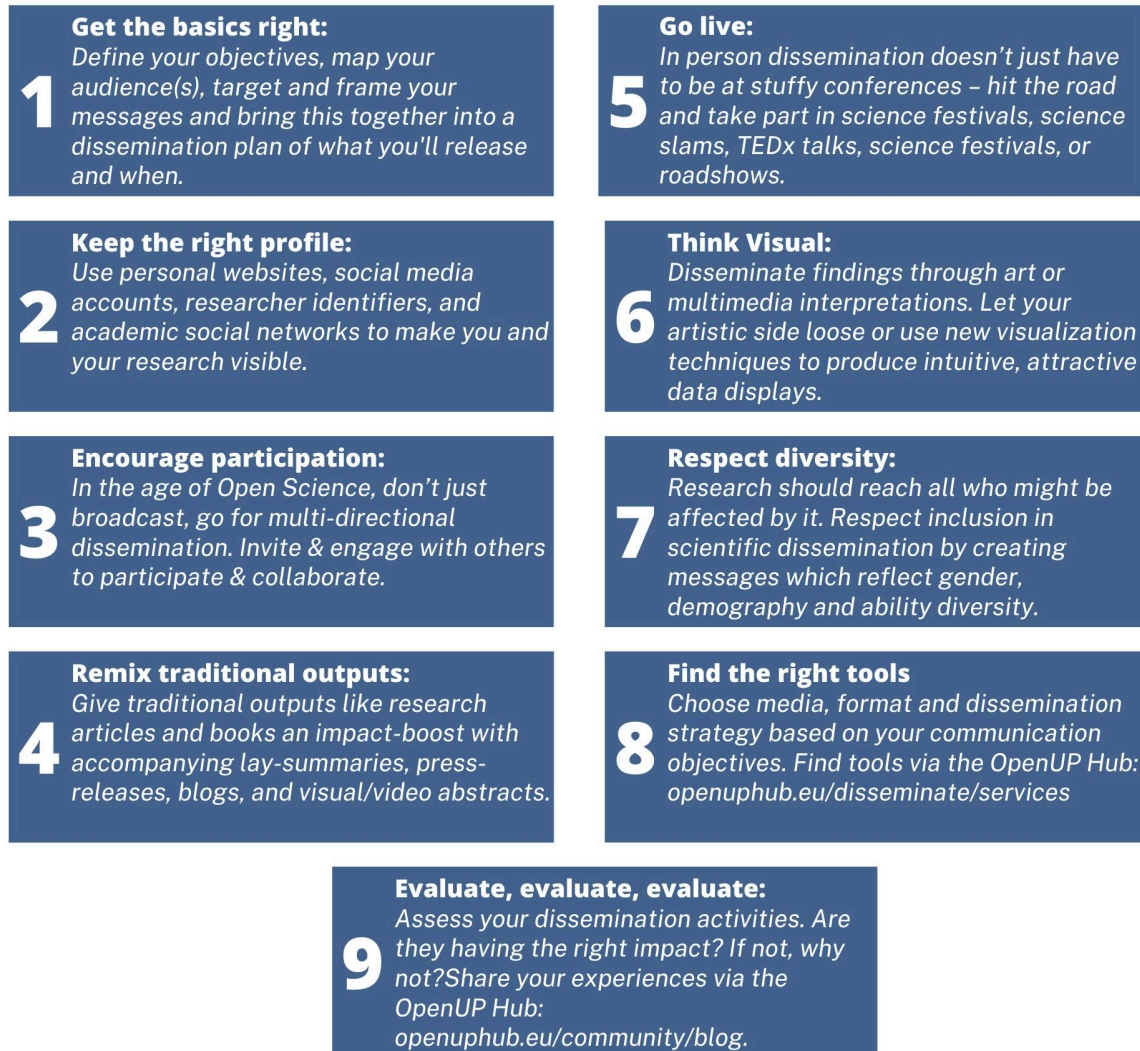 1
Get the basics right:
Define your objectives, map your
audience(s), target and frame your
messages and bring this together into a
dissemination plan of what you'll release
and when.
2
Keep the right profile:
Use personal websites, social media
accounts, researcher identifiers, and
academic social networks to make you and
your research visible.
3
Encourage participation:
In the age of Open Science, don’t just
broadcast, go for multi-directional
dissemination. Invite & engage with others
to participate & collaborate.
4
Remix traditional outputs:
Give traditional outputs like research
articles and books an impact-boost with
accompanying lay-summaries, press-
releases, blogs, and visual/video abstracts.
5
Go live:
In person dissemination doesn’t just have
to be at stuffy conferences – hit the road
and take part in science festivals, science
slams, TEDx talks, science festivals, or
roadshows.
6
Think Visual:
Disseminate findings through art or
multimedia interpretations. Let your
artistic side loose or use new visualization
techniques to produce intuitive, attractive
data displays.
7
Respect diversity:
Research should reach all who might be
affected by it. Respect inclusion in
scientific dissemination by creating
messages which reflect gender,
demography and ability diversity.
8
Find the right tools
Choose media, format and dissemination
strategy based on your communication
objectives. Find tools via the OpenUP Hub:
openuphub.eu/disseminate/services
9
Evaluate, evaluate, evaluate:
Assess your dissemination activities. Are
they having the right impact? If not, why
not?Share your experiences via the
OpenUP Hub:
openuphub.eu/community/blog.